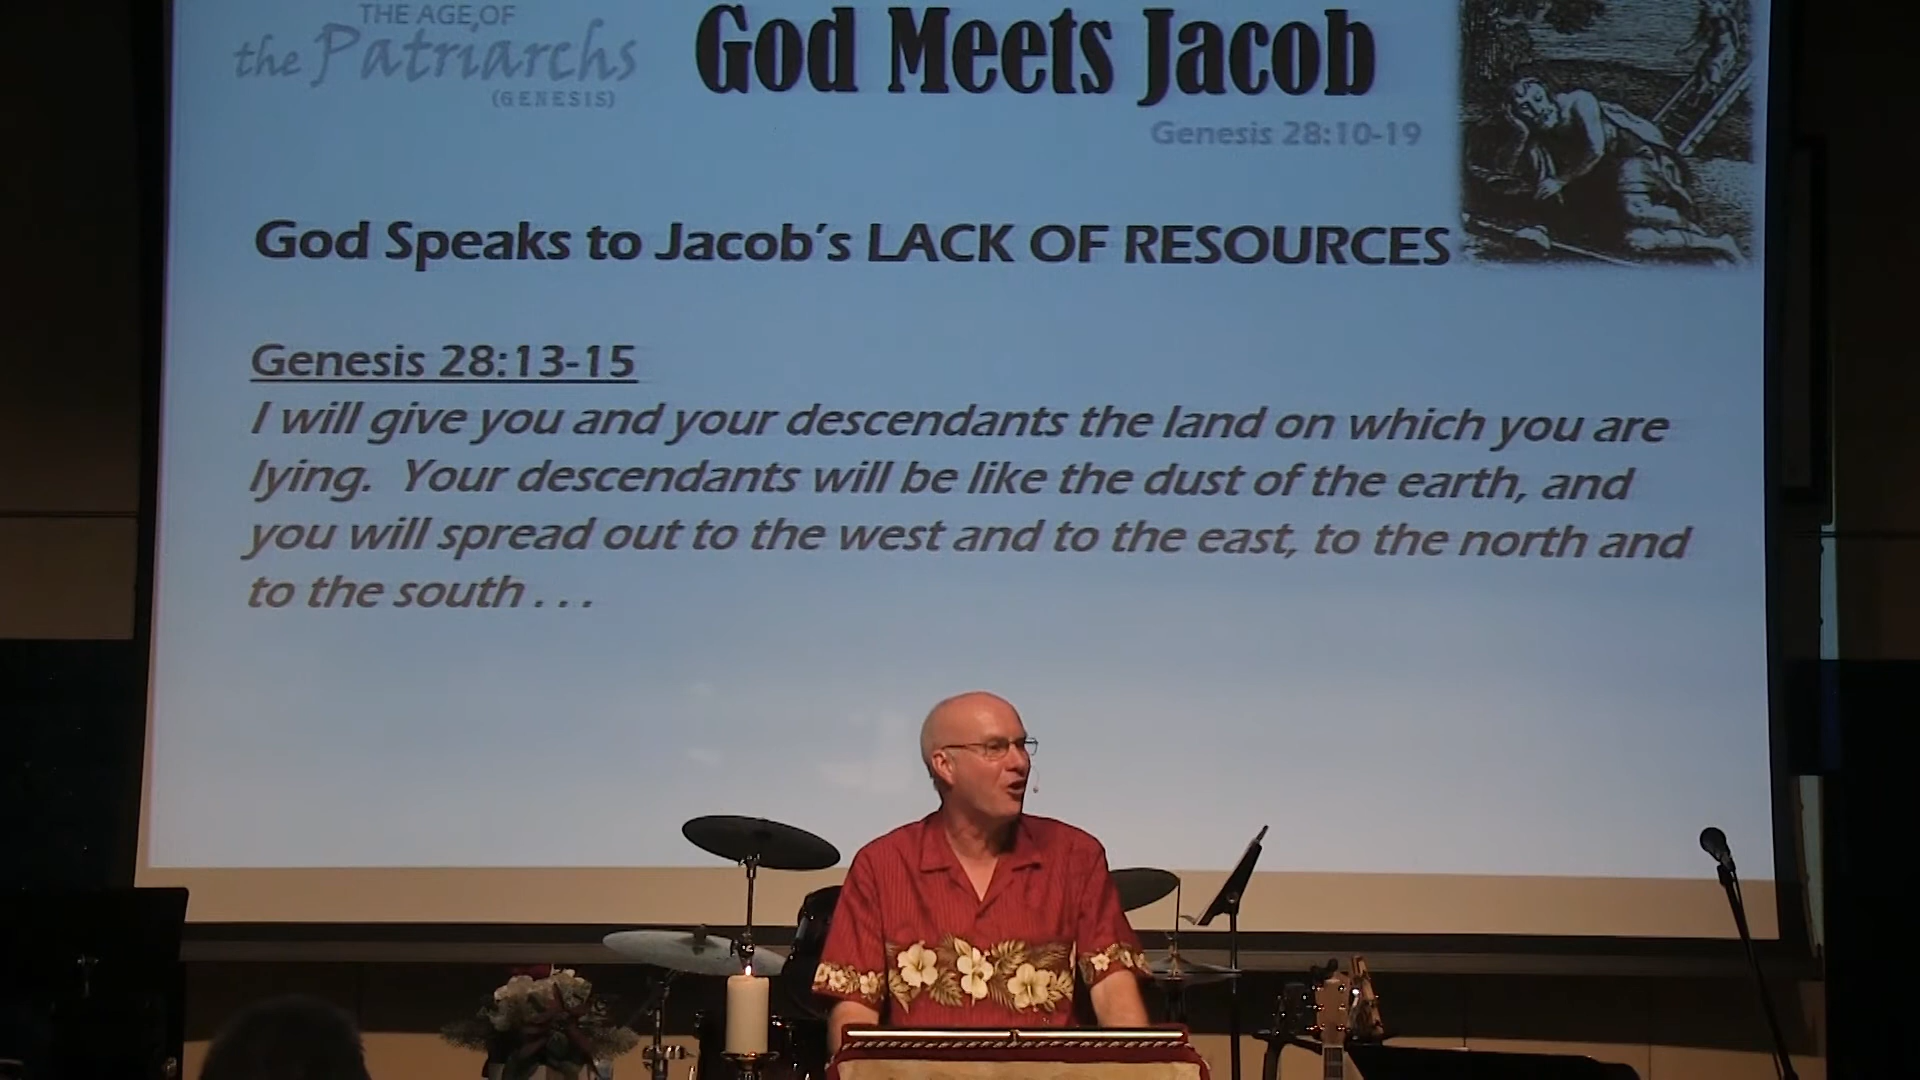 THE AGE OF
the Patriarchs
(GENESIS)
God Meets Jacob
Genesis 28:10-19
God Speaks to Jacob's LACK OF RESOURCES
Genesis 28:13-15
I will give you and your descendants the land on which you are
lying.  Your descendants will be like the dust of the earth, and
you will spread out to the west and to the east, to the north and
to the south . . .